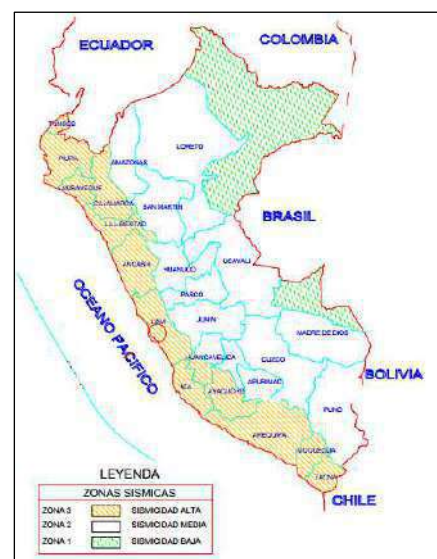 ECUADOR
COLOMBIA
TUMBES
PIURA
LORETO
AMAZONAS
LAMBAYEQUE
CAJAMARCA
SAN MARTIN
LA LIBERTAD
BRASIL
ANCASH
HUANUCO
UCAYALI
PASCO
OCEANO PACIFICO
LIMA
JUNIN
MADRE DE DIOS
HUANCAVELICA
CUZCO
BOLIVIA
ICA
AYACUCHO
APURIMAC
PUNO
AREQUIPA
MOQUEGUA
TACNA
CHILE
LEYENDA
ZONAS SISMICAS
ZONA 3 SISMICIDAD ALTA
ZONA 2 SISMICIDAD MEDIA
ZONA 1 SISMICIDAD BAJA